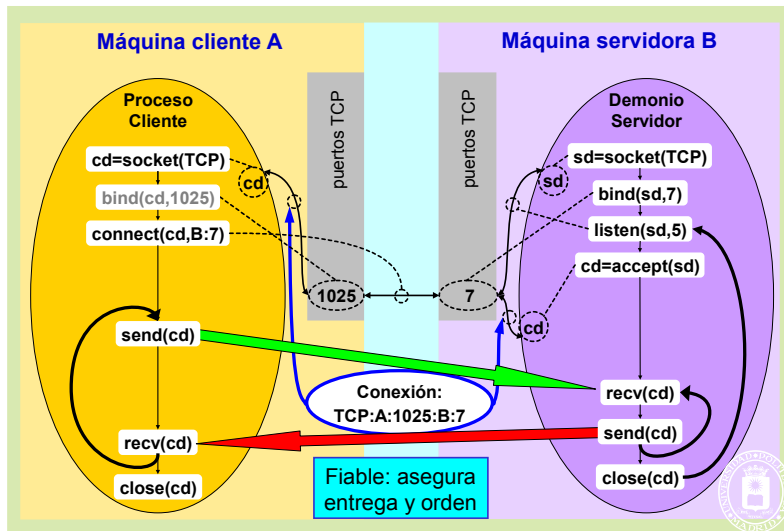 Máquina cliente A
Máquina servidora B
puertos TCP
puertos TCP
Proceso
Cliente
cd=socket(TCP)
cd
bind(cd,1025)
connect(cd,B:7)
1025
send(cd)
recv(cd)
close(cd)
Demonio
Servidor
sd=socket(TCP)
sd
bind(sd,7)
listen(sd,5)
cd=accept(sd)
7
cd
recv(cd)
send(cd)
close(cd)
Conexión:
TCP:A:1025:B:7
Fiable: asegura
entrega y orden